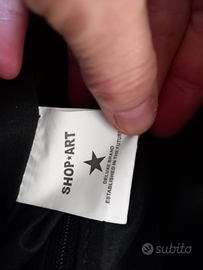 SHOP★ART
★
DELUXE BRAND
ESTABLISHED IN THE FUTURE
subito